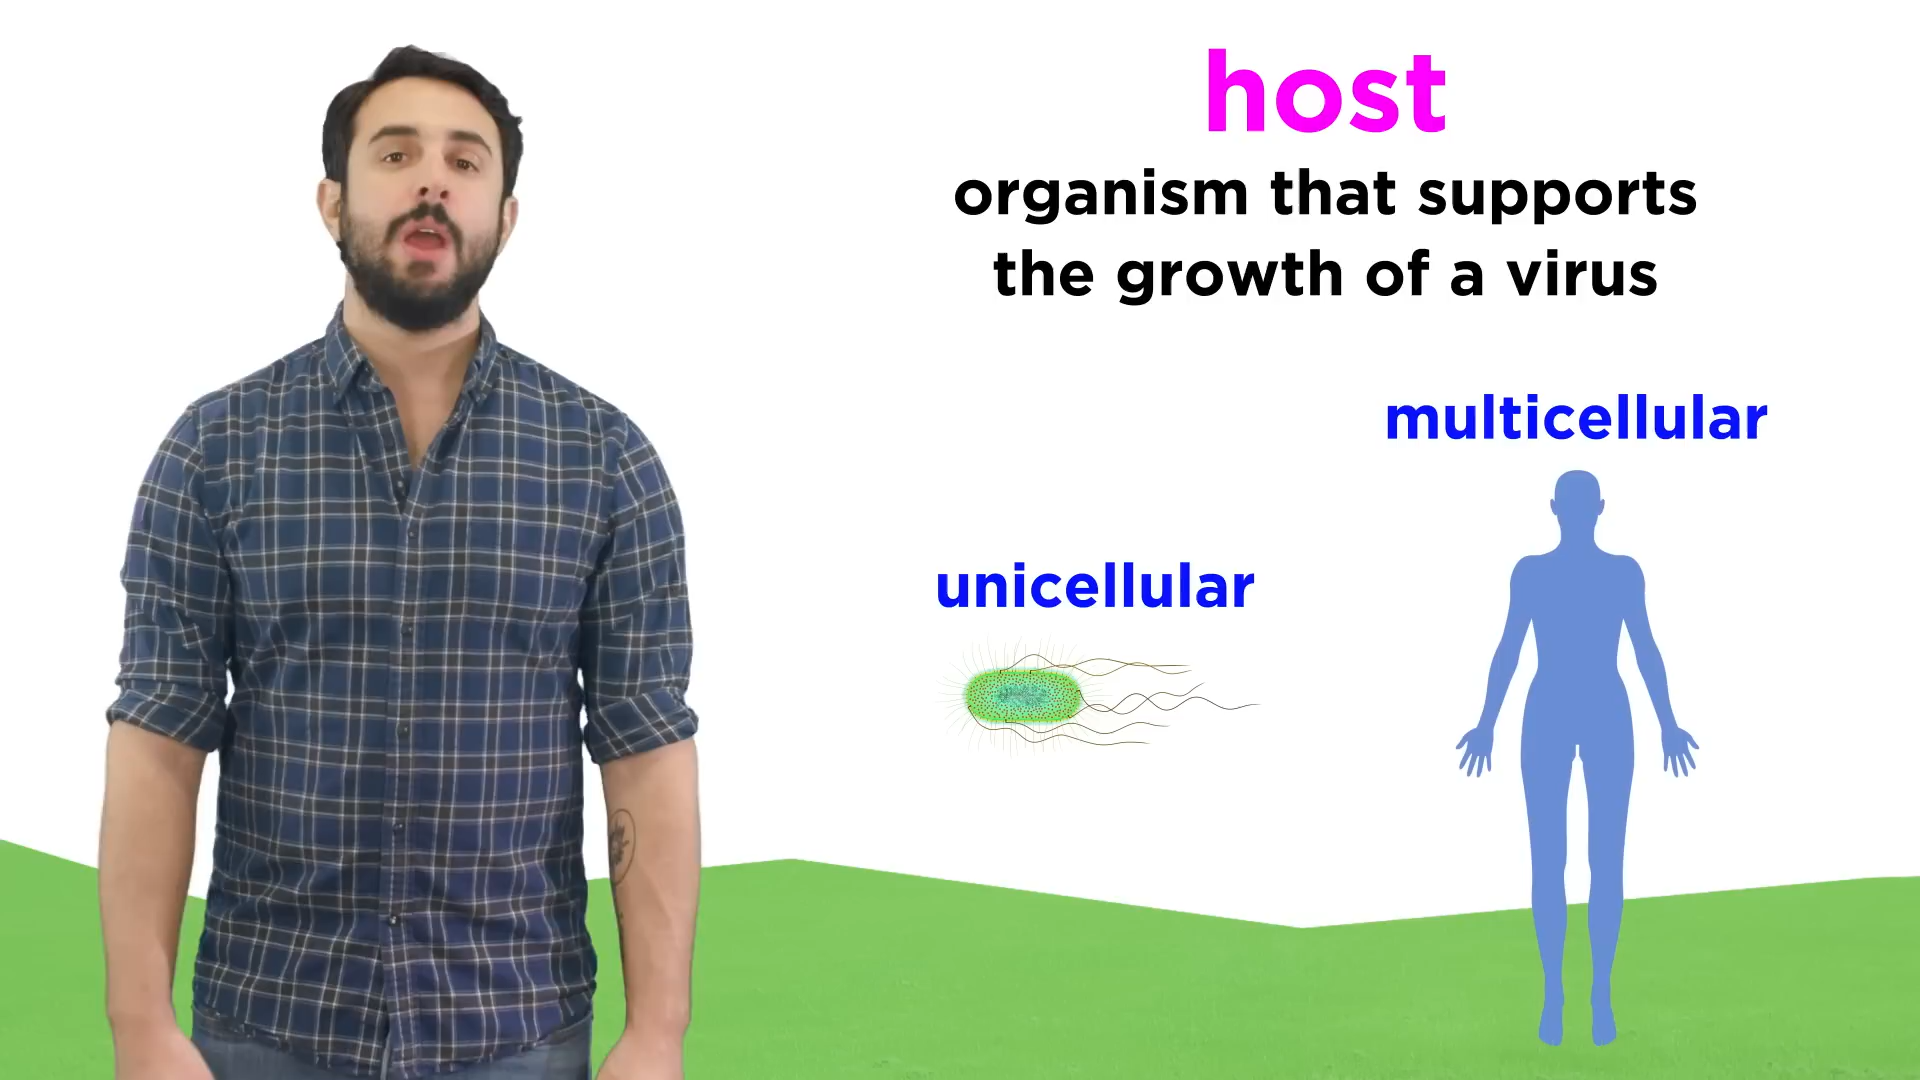 host
organism that supports
the growth of a virus
multicellular
unicellular